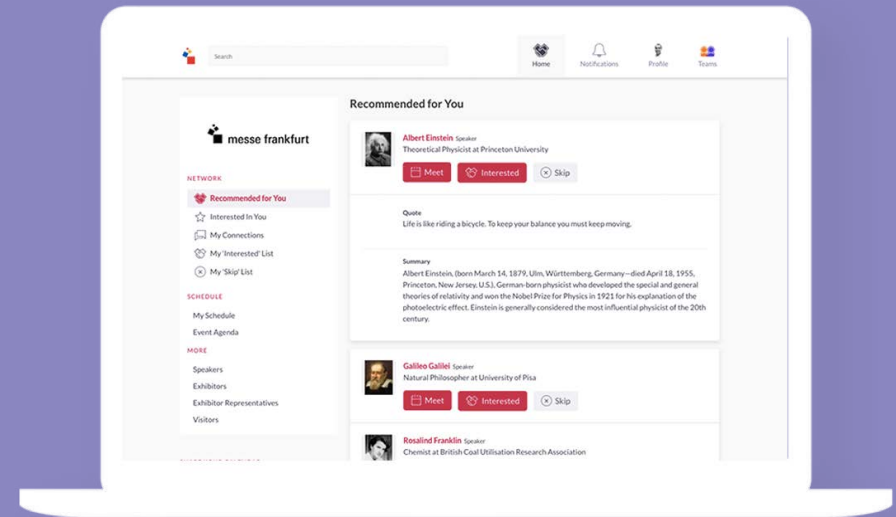 Search
Home
Notifications
Profile
Teams
messe frankfurt
NETWORK
Recommended for You
Interested In You
My Connections
My 'Interested' List
My 'Skip' List
SCHEDULE
My Schedule
Event Agenda
MORE
Speakers
Exhibitors
Exhibitor Representatives
Visitors
Recommended for You
Albert Einstein Speaker
Theoretical Physicist at Princeton University
Meet
Interested
Skip
Quote
Life is like riding a bicycle. To keep your balance you must keep moving.
Summary
Albert Einstein, (born March 14, 1879, Ulm, Württemberg, Germany—died April 18, 1955,
Princeton, New Jersey, U.S.), German-born physicist who developed the special and general
theories of relativity and won the Nobel Prize for Physics in 1921 for his explanation of the
photoelectric effect. Einstein is generally considered the most influential physicist of the 20th
century.
Galileo Galilei Speaker
Natural Philosopher at University of Pisa
Meet
Interested
Skip
Rosalind Franklin Speaker
Chemist at British Coal Utilisation Research Association